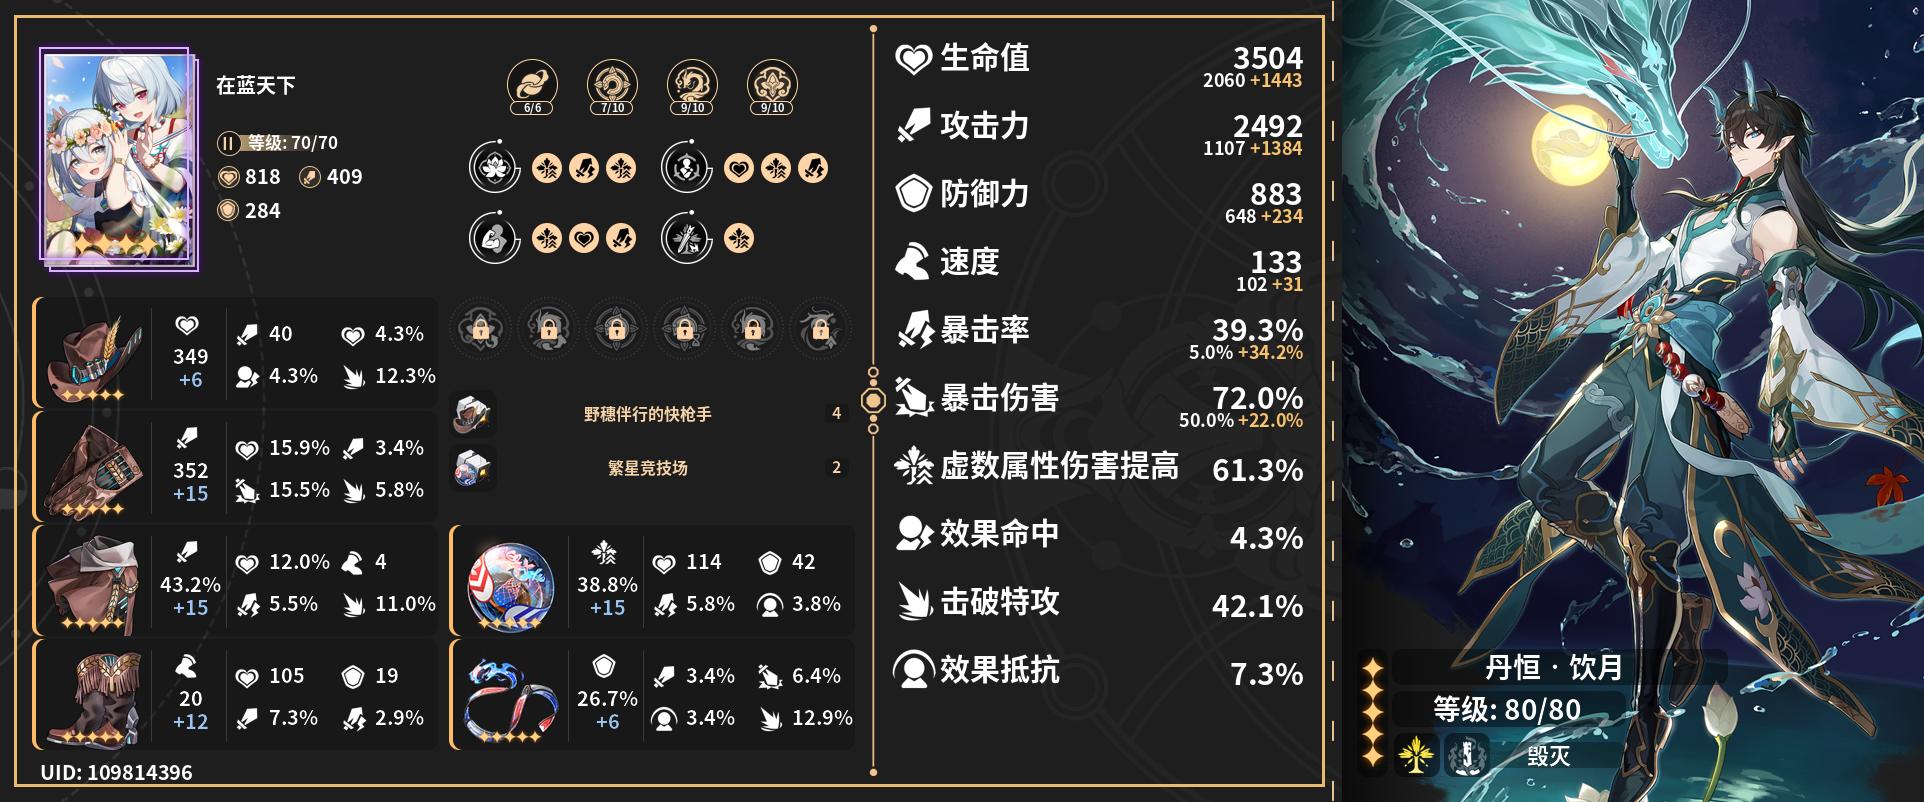 在蓝天下
等级: 70/70
818 409
284
6/6 7/10 9/10 9/10
349
+6
40 4.3%
4.3% 12.3%
352
+15
15.9% 3.4%
15.5% 5.8%
43.2%
+15
12.0% 4
5.5% 11.0%
20
+12
105 19
7.3% 2.9%
野穗伴行的快枪手 4
繁星竞技场 2
38.8%
+15
114 42
5.8% 3.8%
26.7%
+6
3.4% 6.4%
3.4% 12.9%
UID: 109814396
生命值 3504
2060 +1443
攻击力 2492
1107 +1384
防御力 883
648 +234
速度 133
102 +31
暴击率 39.3%
5.0% +34.2%
暴击伤害 72.0%
50.0% +22.0%
虚数属性伤害提高 61.3%
效果命中 4.3%
击破特攻 42.1%
效果抵抗 7.3%
丹恒·饮月
等级: 80/80
毁灭